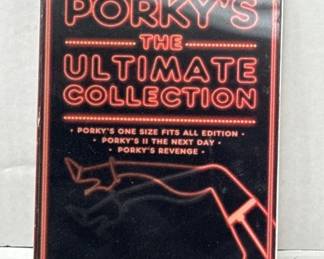 PORKY'S
THE
ULTIMATE
COLLECTION
• PORKY'S ONE SIZE FITS ALL EDITION •
• PORKY'S II THE NEXT DAY •
• PORKY'S REVENGE •